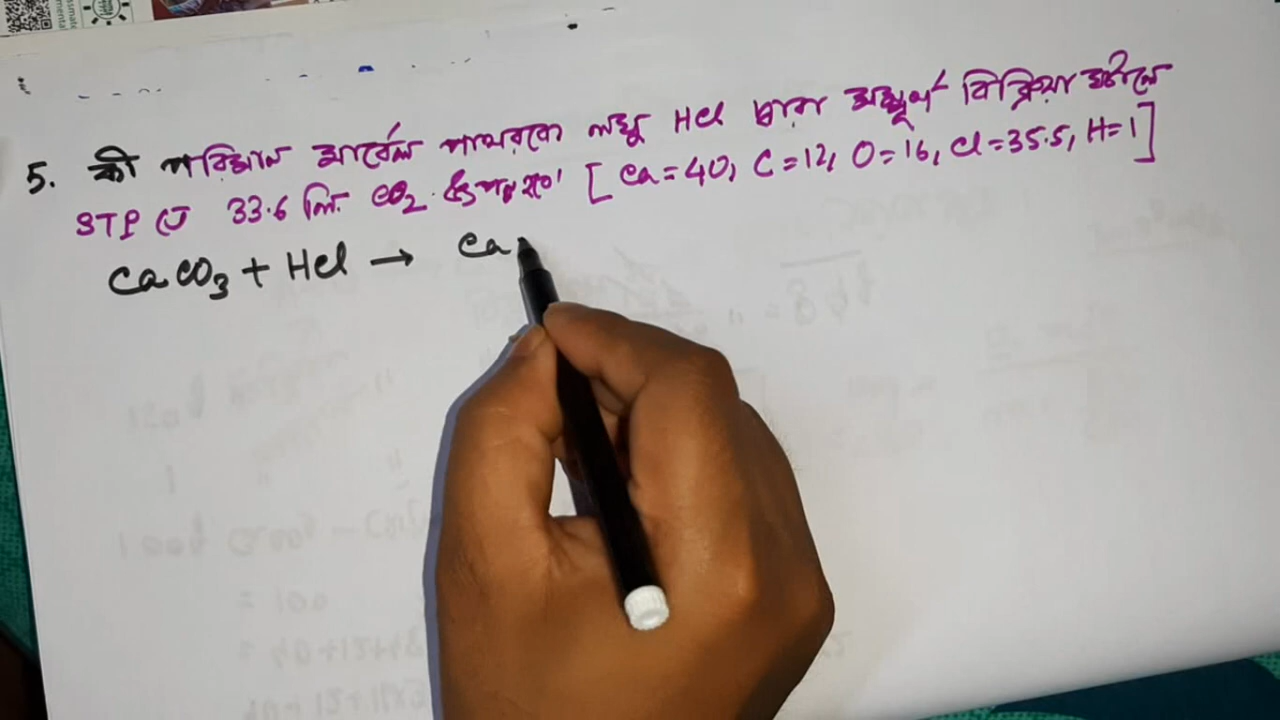 5. কী পরিমান মার্বেল পাথরকে লঘু HCl দ্বারা সম্পূর্ণ বিক্রিয়া ঘটালে
STP তে 33.6 লি. CO2 উৎপন্ন হবে [ Ca=40, C=12, O=16, Cl=35.5, H=1]
CaCO3 + HCl → Ca